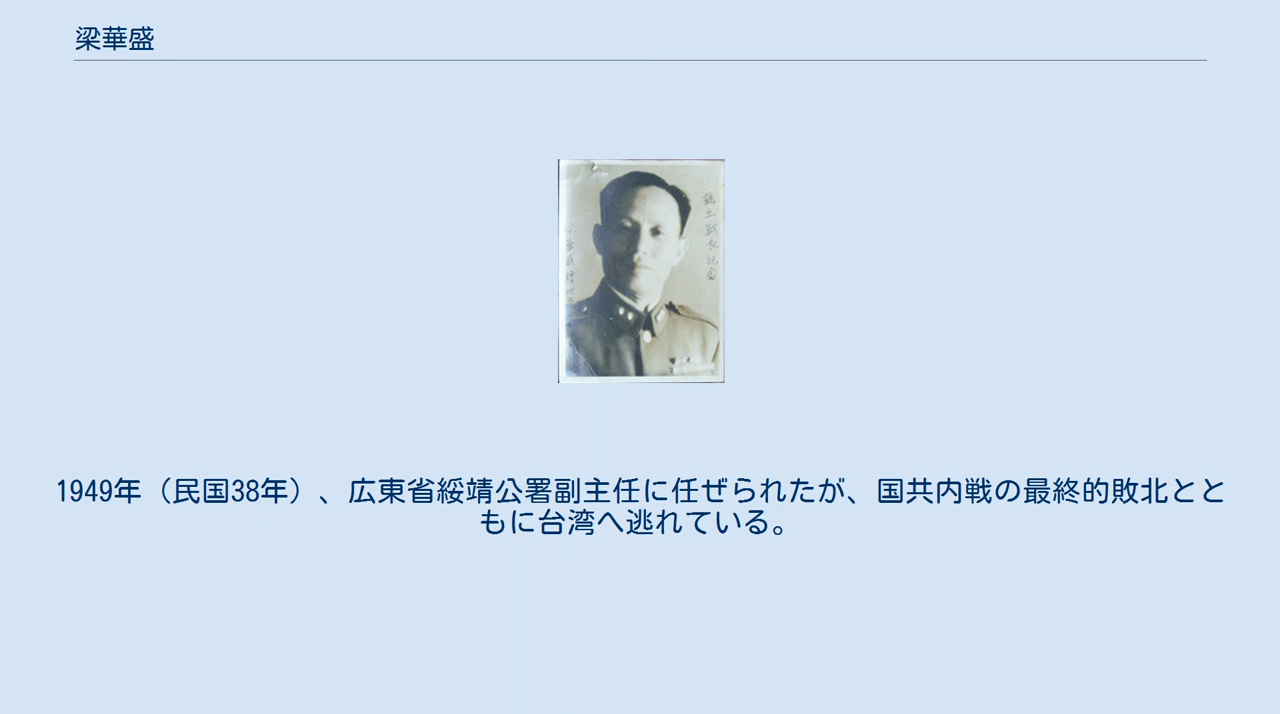 梁華盛
1949年（民国38年）、広東省綏靖公署副主任に任ぜられたが、国共内戦の最終的敗北とと
もに台湾へ逃れている。